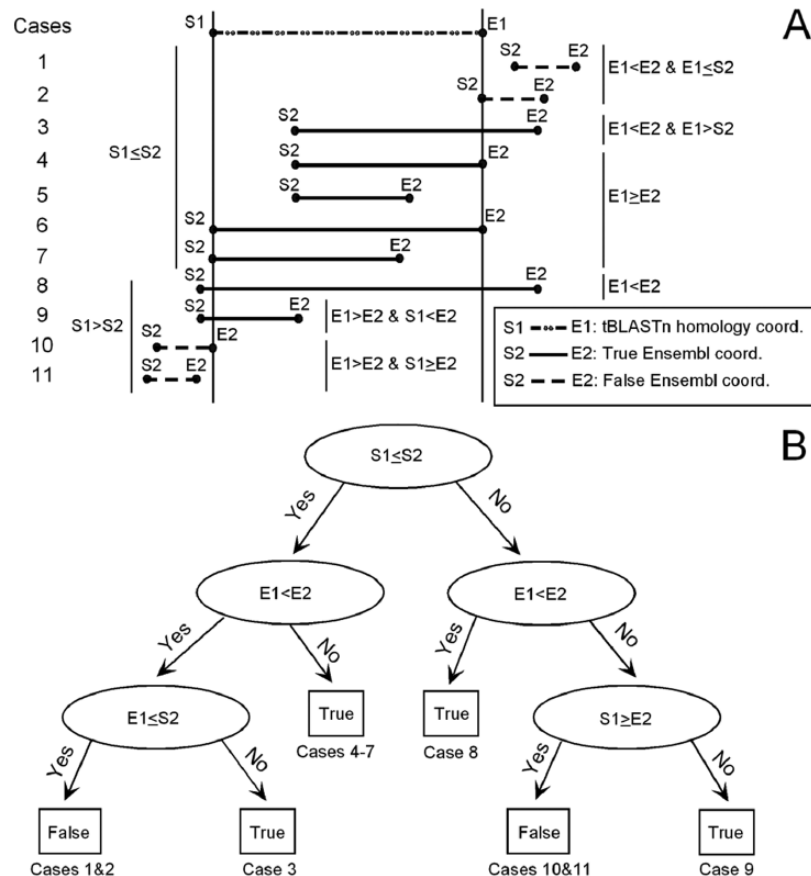 A
Cases
S1 E1
1 S2 E2 E1<E2 & E1≤S2
2 S2 E2
3 S2 E2 E1<E2 & E1>S2
S1≤S2
4 S2 E2
5 S2 E2 E1≥E2
6 S2 E2
7 S2 E2
8 S2 E2 E1<E2
S1>S2
9 S2 E2 E1>E2 & S1<E2
10 S2 E2
11 S2 E2 E1>E2 & S1≥E2
S1 E1: tBLASTn homology coord.
S2 E2: True Ensembl coord.
S2 E2: False Ensembl coord.
B
S1≤S2
Yes No
E1<E2 E1<E2
Yes No Yes No
E1≤S2 True True S1≥E2
Cases 4-7 Case 8
Yes No Yes No
False True False True
Cases 1&2 Case 3 Cases 10&11 Case 9